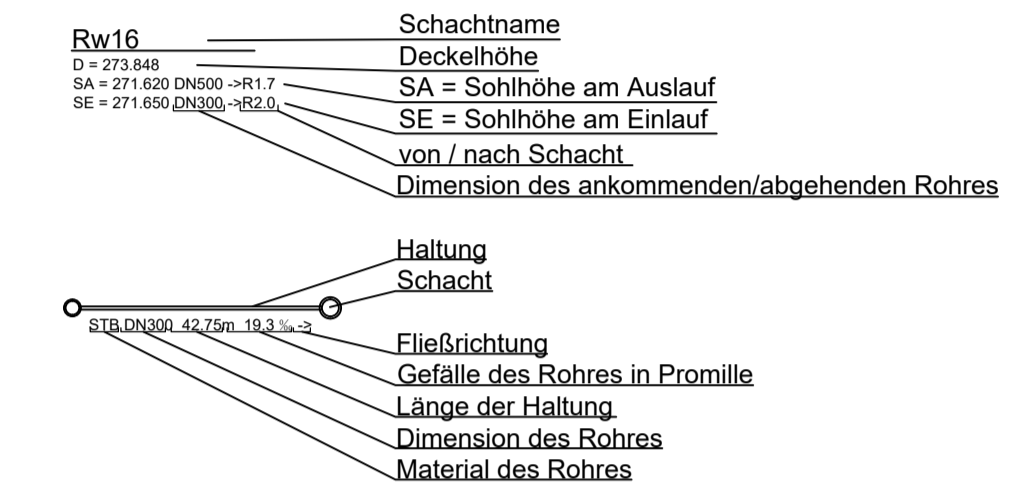 Rw16
D = 273.848
SA = 271.620 DN500 ->R1.7
SE = 271.650 DN300 ->R2.0
Schachtname
Deckelhöhe
SA = Sohlhöhe am Auslauf
SE = Sohlhöhe am Einlauf
von / nach Schacht
Dimension des ankommenden/abgehenden Rohres
Haltung
Schacht
STB DN300 42.75m 19.3 ‰ ->
Fließrichtung
Gefälle des Rohres in Promille
Länge der Haltung
Dimension des Rohres
Material des Rohres